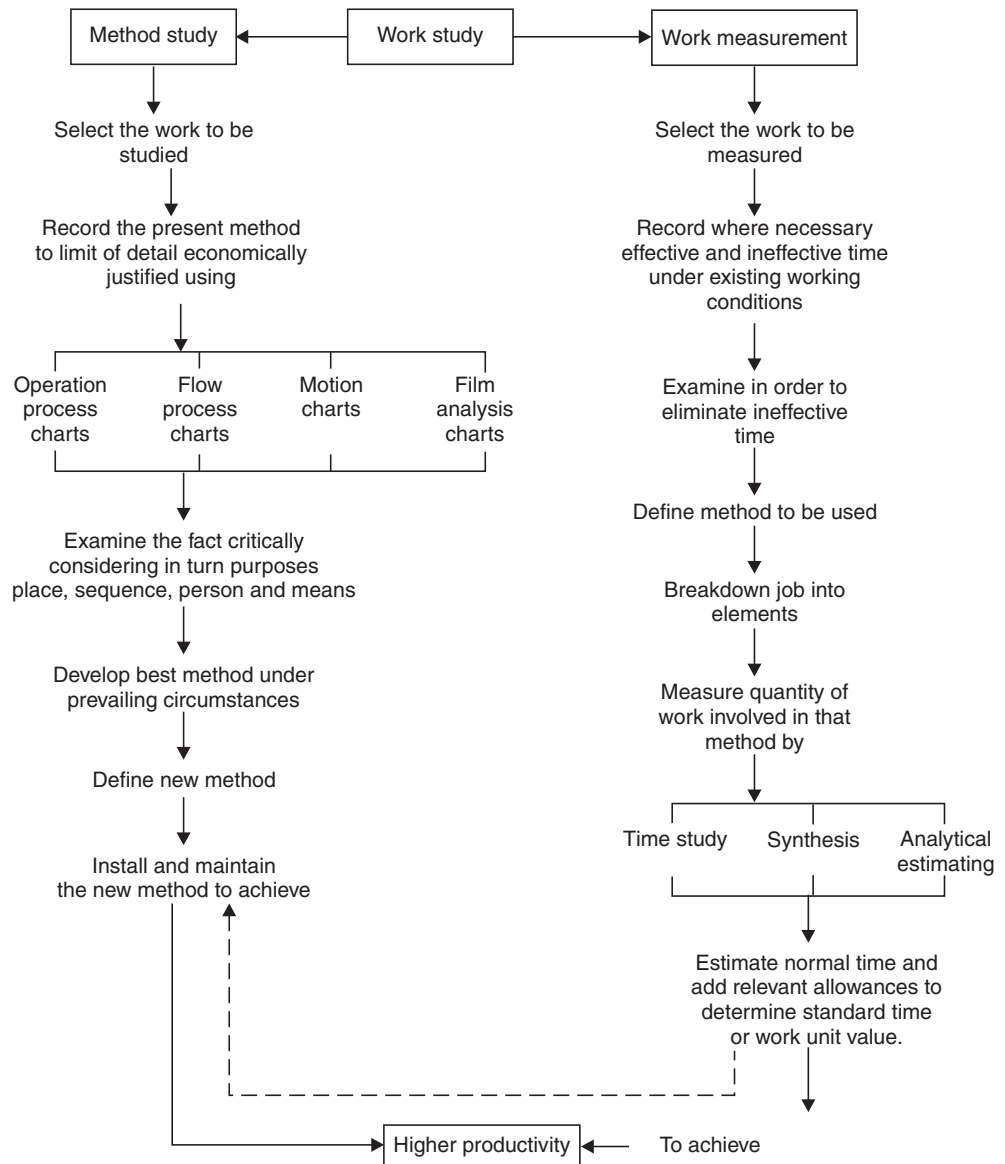 Method study
Work study
Work measurement
Select the work to be
studied
Record the present method
to limit of detail economically
justified using
Operation
process
charts
Flow
process
charts
Motion
charts
Film
analysis
charts
Examine the fact critically
considering in turn purposes
place, sequence, person and means
Develop best method under
prevailing circumstances
Define new method
Install and maintain
the new method to achieve
Select the work to be
measured
Record where necessary
effective and ineffective time
under existing working
conditions
Examine in order to
eliminate ineffective
time
Define method to be used
Breakdown job into
elements
Measure quantity of
work involved in that
method by
Time study
Synthesis
Analytical
estimating
Estimate normal time and
add relevant allowances to
determine standard time
or work unit value.
Higher productivity
To achieve